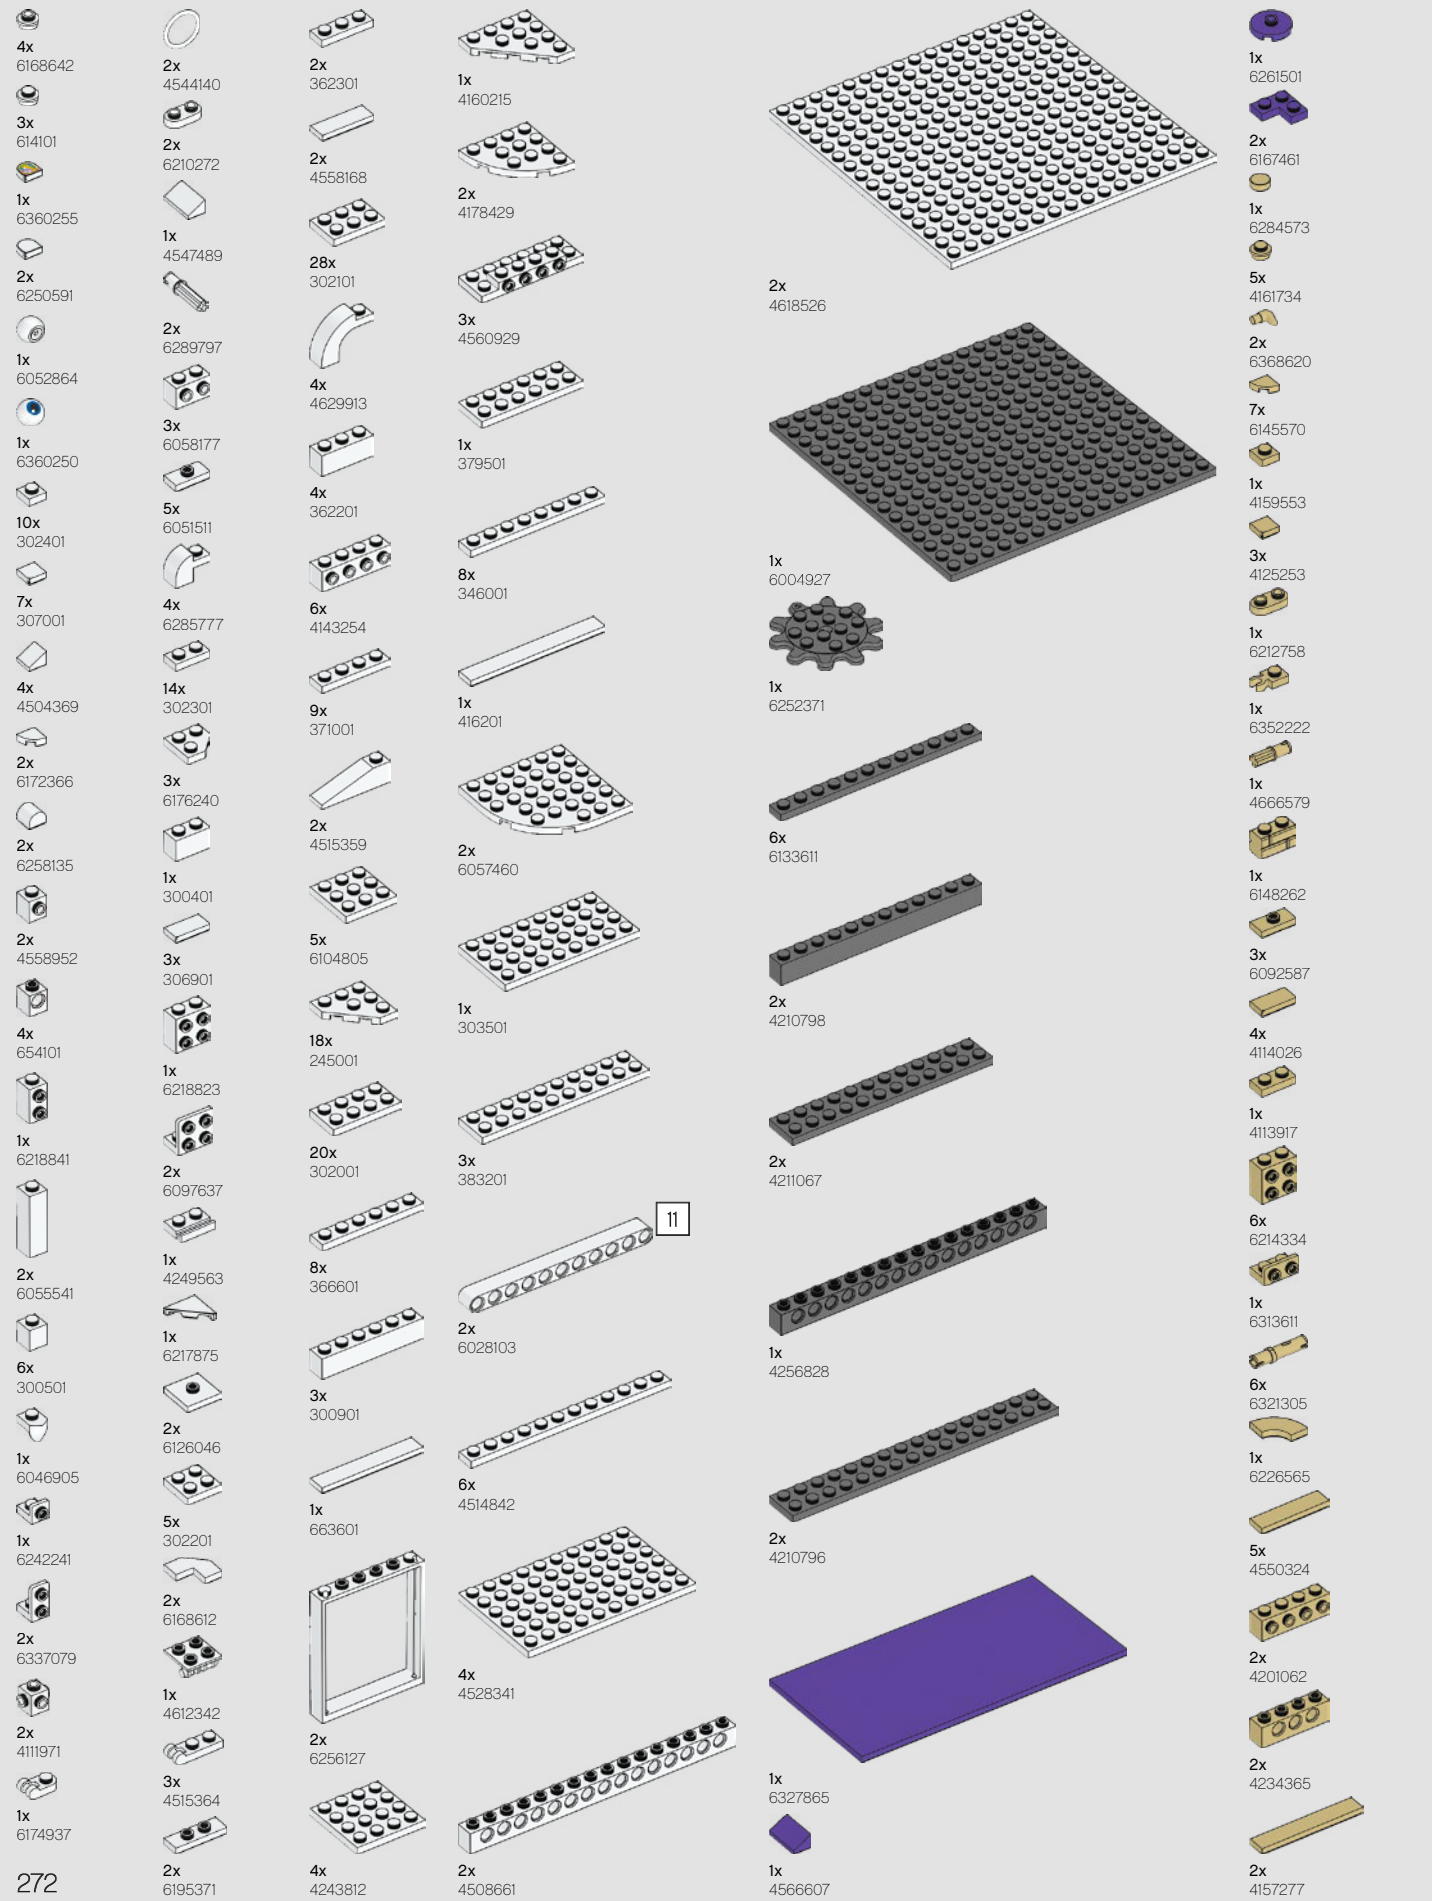 4x
6168642
3x
614101
1x
6360255
2x
6250591
1x
6052864
1x
6360250
10x
302401
7x
307001
4x
4504369
2x
6172366
2x
6258135
2x
4558952
4x
654101
1x
6218841
2x
6055541
6x
300501
1x
6046905
1x
6242241
2x
6337079
2x
4111971
1x
6174937
272
2x
4544140
2x
6210272
1x
4547489
2x
6289797
3x
6058177
5x
6051511
4x
6285777
14x
302301
3x
6176240
1x
300401
3x
306901
1x
6218823
2x
6097637
1x
4249563
1x
6217875
2x
6126046
5x
302201
2x
6168612
1x
4612342
3x
4515364
2x
6195371
2x
362301
2x
4558168
28x
302101
4x
4629913
4x
362201
6x
4143254
9x
371001
2x
4515359
5x
6104805
18x
245001
20x
302001
8x
366601
3x
300901
1x
663601
2x
6256127
4x
4243812
1x
4160215
2x
4178429
3x
4560929
1x
379501
8x
346001
1x
416201
2x
6057460
1x
303501
3x
383201
11
2x
6028103
6x
4514842
4x
4528341
2x
4508661
2x
4618526
1x
6004927
1x
6252371
6x
6133611
2x
4210798
2x
4211067
1x
4256828
2x
4210796
1x
6327865
1x
4566607
1x
6261501
2x
6167461
1x
6284573
5x
4161734
2x
6368620
7x
6145570
1x
4159553
3x
4125253
1x
6212758
1x
6352222
1x
4666579
1x
6148262
3x
6092587
4x
4114026
1x
4113917
6x
6214334
1x
6313611
6x
6321305
1x
6226565
5x
4550324
2x
4201062
2x
4234365
2x
4157277